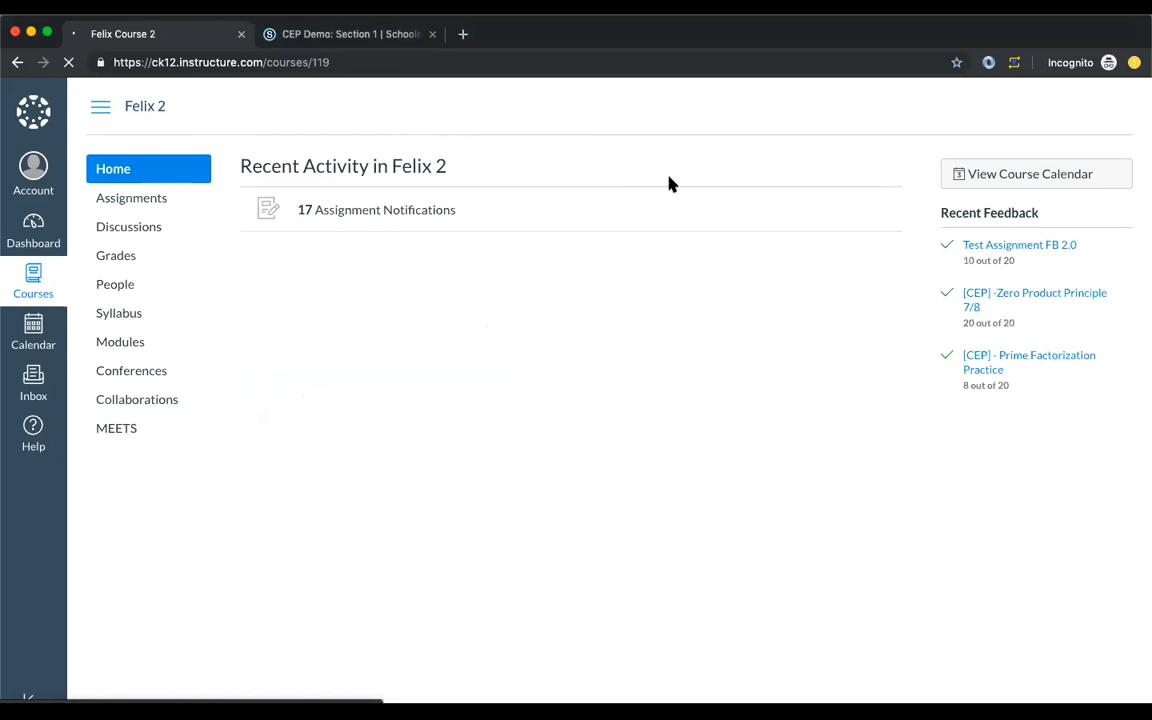 Felix Course 2
CEP Demo: Section 1 | Schoolo
https://ck12.instructure.com/courses/119
Incognito
Felix 2
Account
Dashboard
Courses
Calendar
Inbox
Help
Home
Assignments
Discussions
Grades
People
Syllabus
Modules
Conferences
Collaborations
MEETS
Recent Activity in Felix 2
17 Assignment Notifications
View Course Calendar
Recent Feedback
Test Assignment FB 2.0
10 out of 20
[CEP] -Zero Product Principle
7/8
20 out of 20
[CEP] - Prime Factorization
Practice
8 out of 20